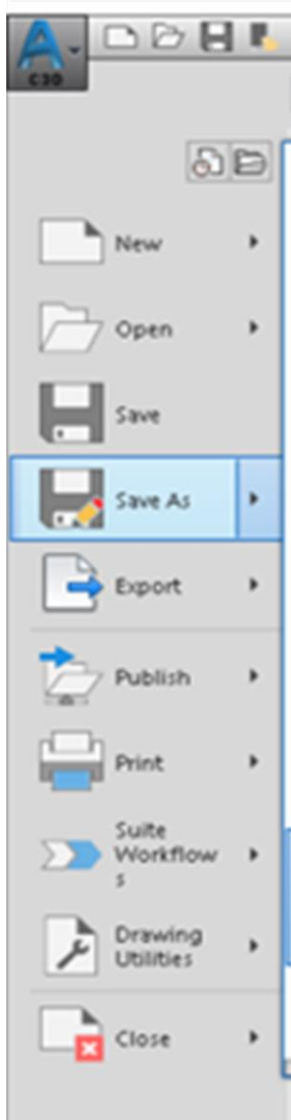 A
C3D
New
Open
Save
Save As
Export
Publish
Print
Suite
Workflow
s
Drawing
Utilities
Close